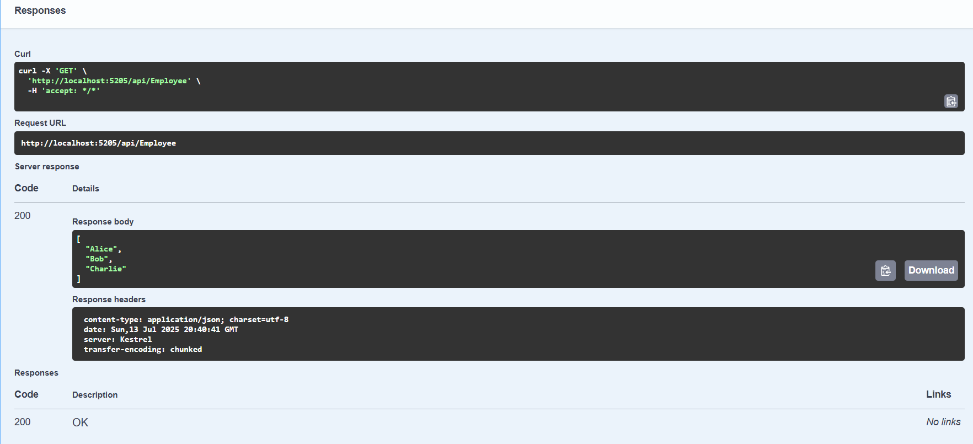 Responses
Curl
curl -X 'GET' \
  'http://localhost:5205/api/Employee' \
  -H 'accept: */*'
Request URL
http://localhost:5205/api/Employee
Server response
Code Details
200
Response body
[
  "Alice",
  "Bob",
  "Charlie"
]
Download
Response headers
content-type: application/json; charset=utf-8
date: Sun,13 Jul 2025 20:40:41 GMT
server: Kestrel
transfer-encoding: chunked
Responses
Code Description Links
200 OK No links